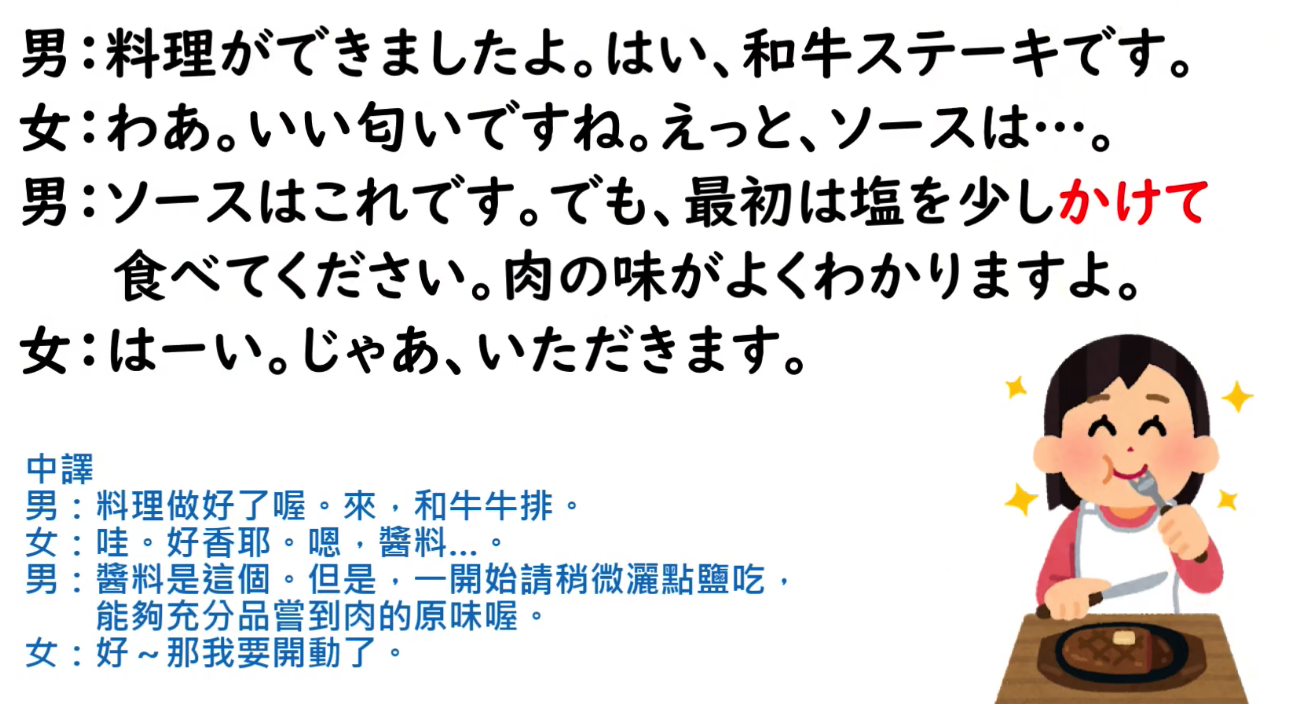 男：料理ができましたよ。はい、和牛ステーキです。
女：わあ。いい匂いですね。えっと、ソースは…。
男：ソースはこれです。でも、最初は塩を少しかけて
食べてください。肉の味がよくわかりますよ。
女：はーい。じゃあ、いただきます。
中譯
男：料理做好了喔。來，和牛牛排。
女：哇。好香耶。嗯，醬料...。
男：醬料是這個。但是，一開始請稍微灑點鹽吃，
能夠充分品嘗到肉的原味喔。
女：好～那我要開動了。